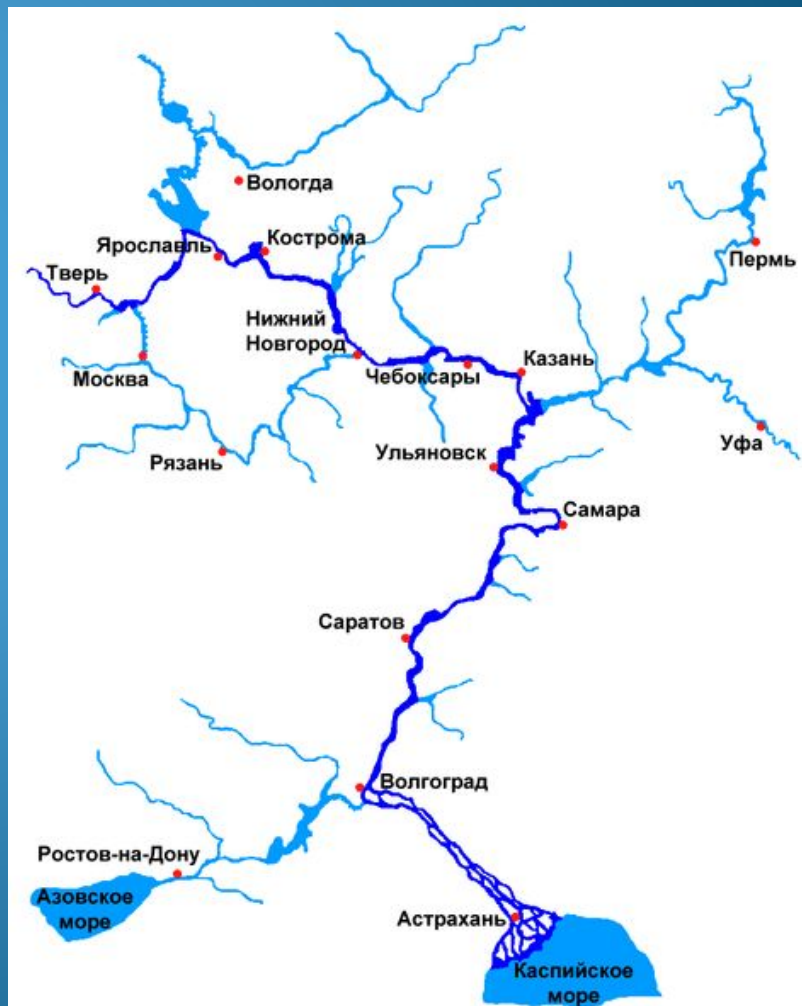 Вологда
Кострома
Ярославль
Тверь
Пермь
Нижний
Новгород
Москва
Чебоксары
Казань
Рязань
Ульяновск
Уфа
Самара
Саратов
Волгоград
Ростов-на-Дону
Азовское
море
Астрахань
Каспийское
море